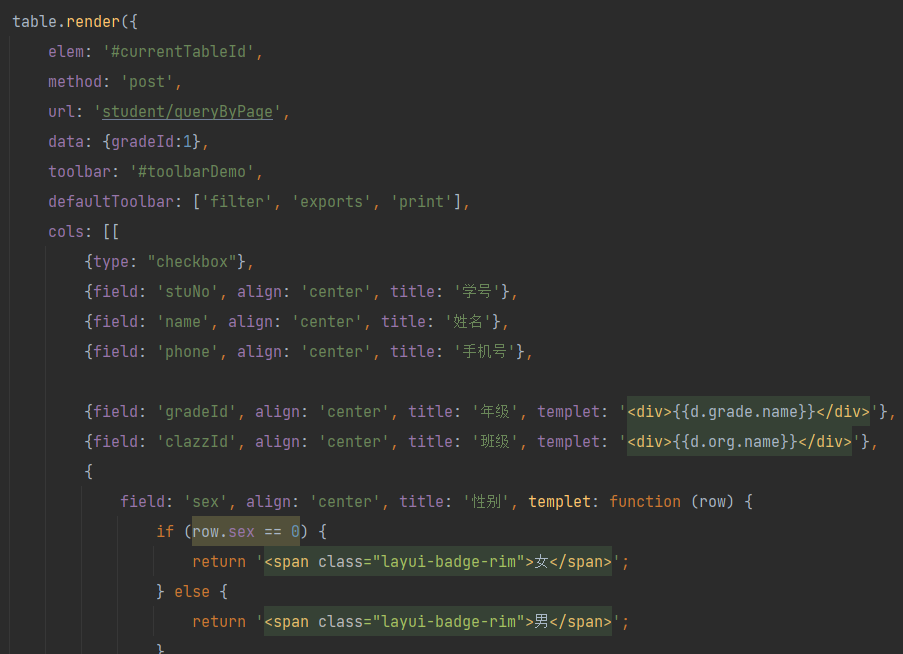 table.render({
elem: '#currentTableId',
method: 'post',
url: 'student/queryByPage',
data: {gradeId:1},
toolbar: '#toolbarDemo',
defaultToolbar: ['filter', 'exports', 'print'],
cols: [[
{type: "checkbox"},
{field: 'stuNo', align: 'center', title: '学号'},
{field: 'name', align: 'center', title: '姓名'},
{field: 'phone', align: 'center', title: '手机号'},
{field: 'gradeId', align: 'center', title: '年级', templet: '<div>{{d.grade.name}}</div>'},
{field: 'clazzId', align: 'center', title: '班级', templet: '<div>{{d.org.name}}</div>'},
{
field: 'sex', align: 'center', title: '性别', templet: function (row) {
if (row.sex == 0) {
return '<span class="layui-badge-rim">女</span>';
} else {
return '<span class="layui-badge-rim">男</span>';
}